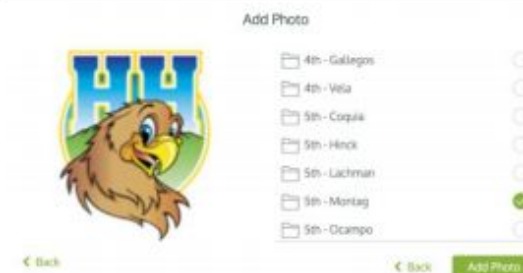 Add Photo
HH
4th - Gallegos
4th - Vela
5th - Coquia
5th - Hinck
5th - Lachman
5th - Montag
5th - Ocampo
< Back
< Back
Add Photo